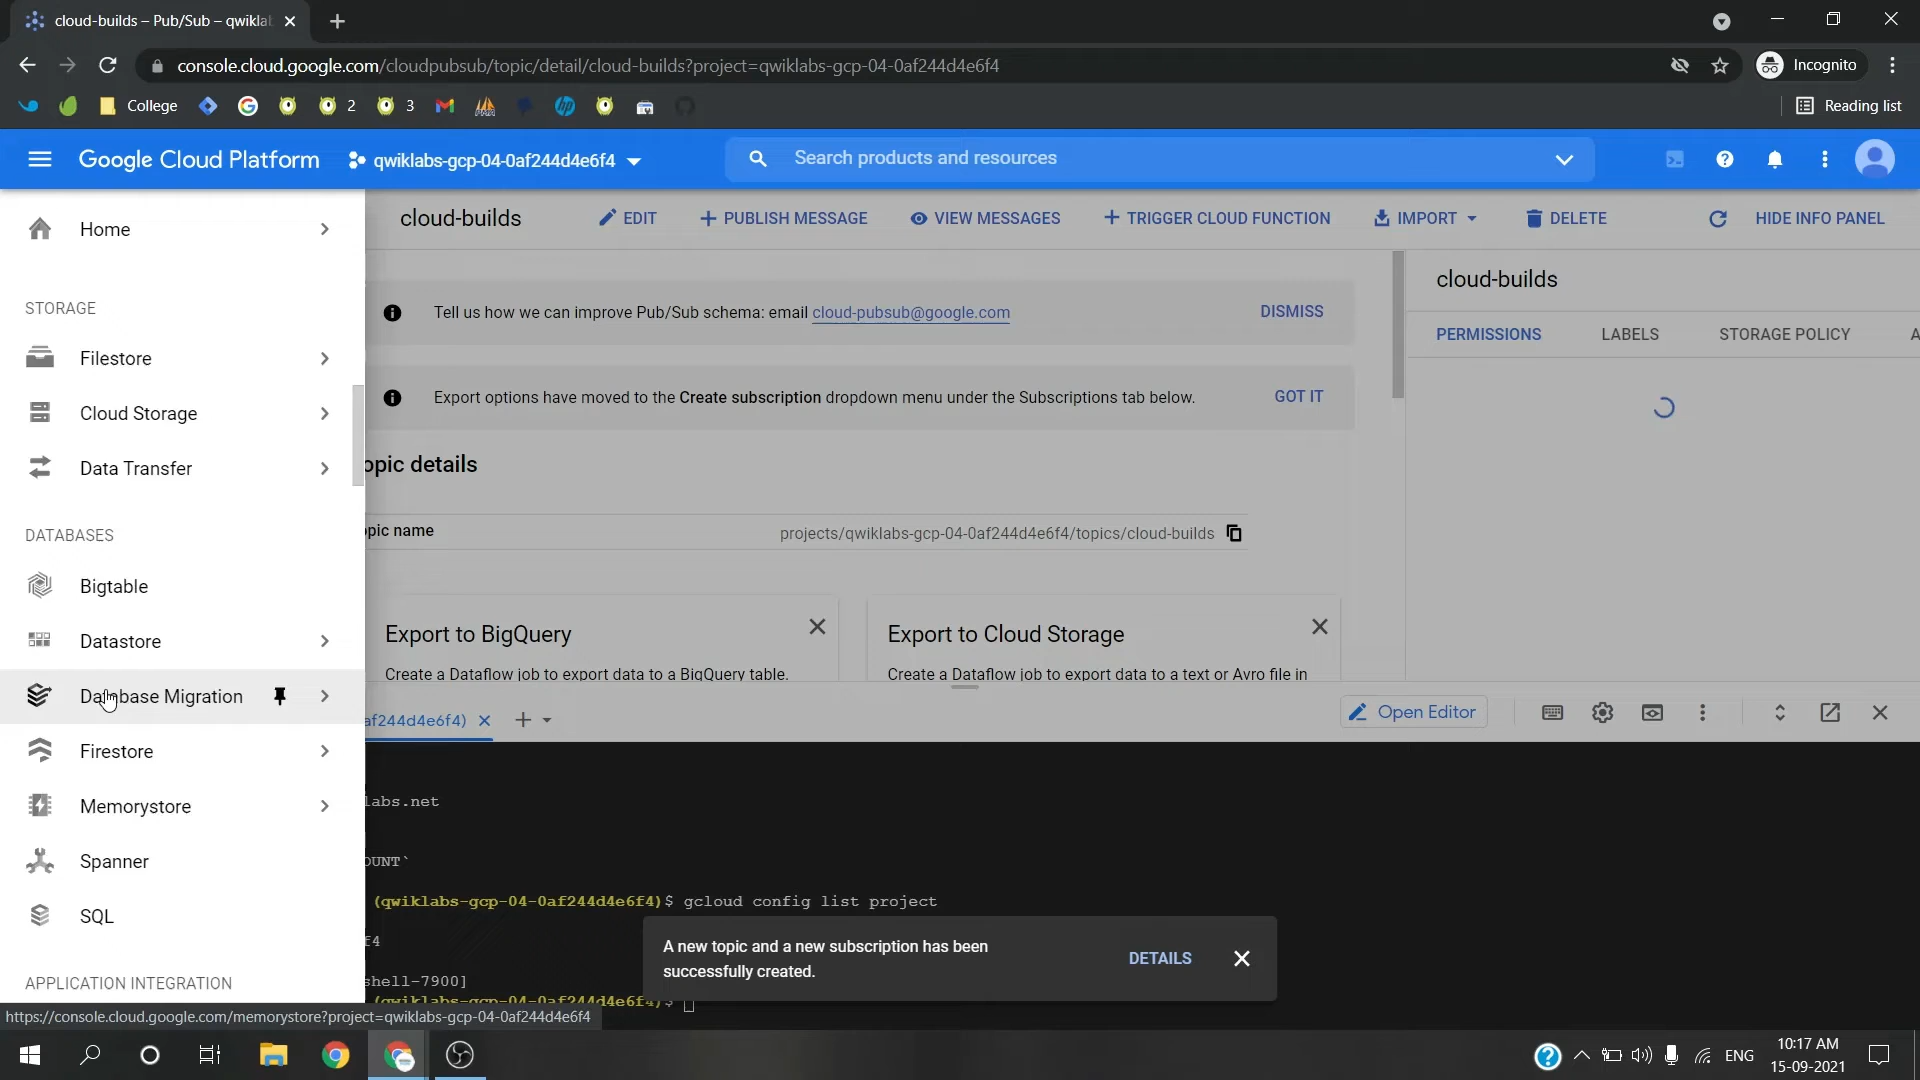 cloud-builds – Pub/Sub – qwikla
console.cloud.google.com/cloudpubsub/topic/detail/cloud-builds?project=qwiklabs-gcp-04-0af244d4e6f4
Incognito
College
2
3
Reading list
Google Cloud Platform
qwiklabs-gcp-04-0af244d4e6f4
Search products and resources
Home
STORAGE
Filestore
Cloud Storage
Data Transfer
DATABASES
Bigtable
Datastore
Database Migration
Firestore
Memorystore
Spanner
SQL
APPLICATION INTEGRATION
cloud-builds
EDIT
PUBLISH MESSAGE
VIEW MESSAGES
TRIGGER CLOUD FUNCTION
IMPORT
DELETE
HIDE INFO PANEL
Tell us how we can improve Pub/Sub schema: email cloud-pubsub@google.com
DISMISS
Export options have moved to the Create subscription dropdown menu under the Subscriptions tab below.
GOT IT
opic details
opic name
projects/qwiklabs-gcp-04-0af244d4e6f4/topics/cloud-builds
Export to BigQuery
Create a Dataflow job to export data to a BigQuery table.
Export to Cloud Storage
Create a Dataflow job to export data to a text or Avro file in
cloud-builds
PERMISSIONS
LABELS
STORAGE POLICY
A
af244d4e6f4)
Open Editor
labs.net
OUNT`
(qwiklabs-gcp-04-0af244d4e6f4)$ gcloud config list project
f4
shell-7900]
(qwiklabs-gcp-04-0af244d4e6f4)$
A new topic and a new subscription has been
successfully created.
DETAILS
https://console.cloud.google.com/memorystore?project=qwiklabs-gcp-04-0af244d4e6f4
ENG
10:17 AM
15-09-2021